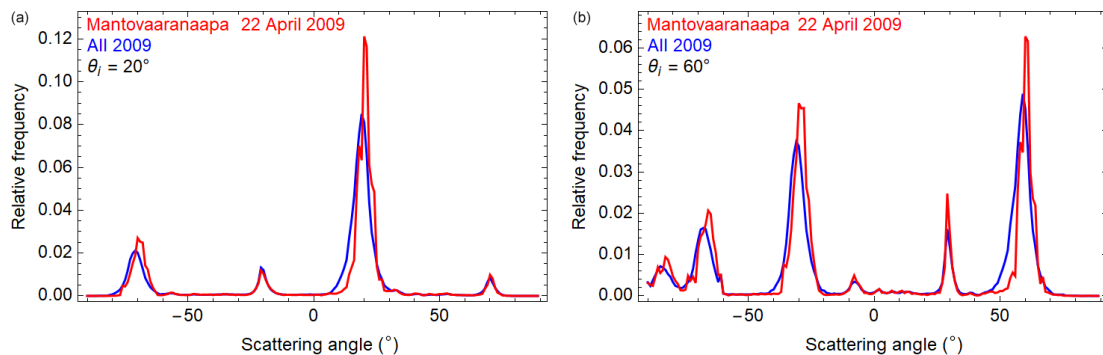 (a)
Mantovaaranaapa 22 April 2009
All 2009
θi = 20°
Relative frequency
0.12
0.10
0.08
0.06
0.04
0.02
0.00
−50 0 50
Scattering angle (°)
(b)
Mantovaaranaapa 22 April 2009
All 2009
θi = 60°
Relative frequency
0.06
0.05
0.04
0.03
0.02
0.01
0.00
−50 0 50
Scattering angle (°)